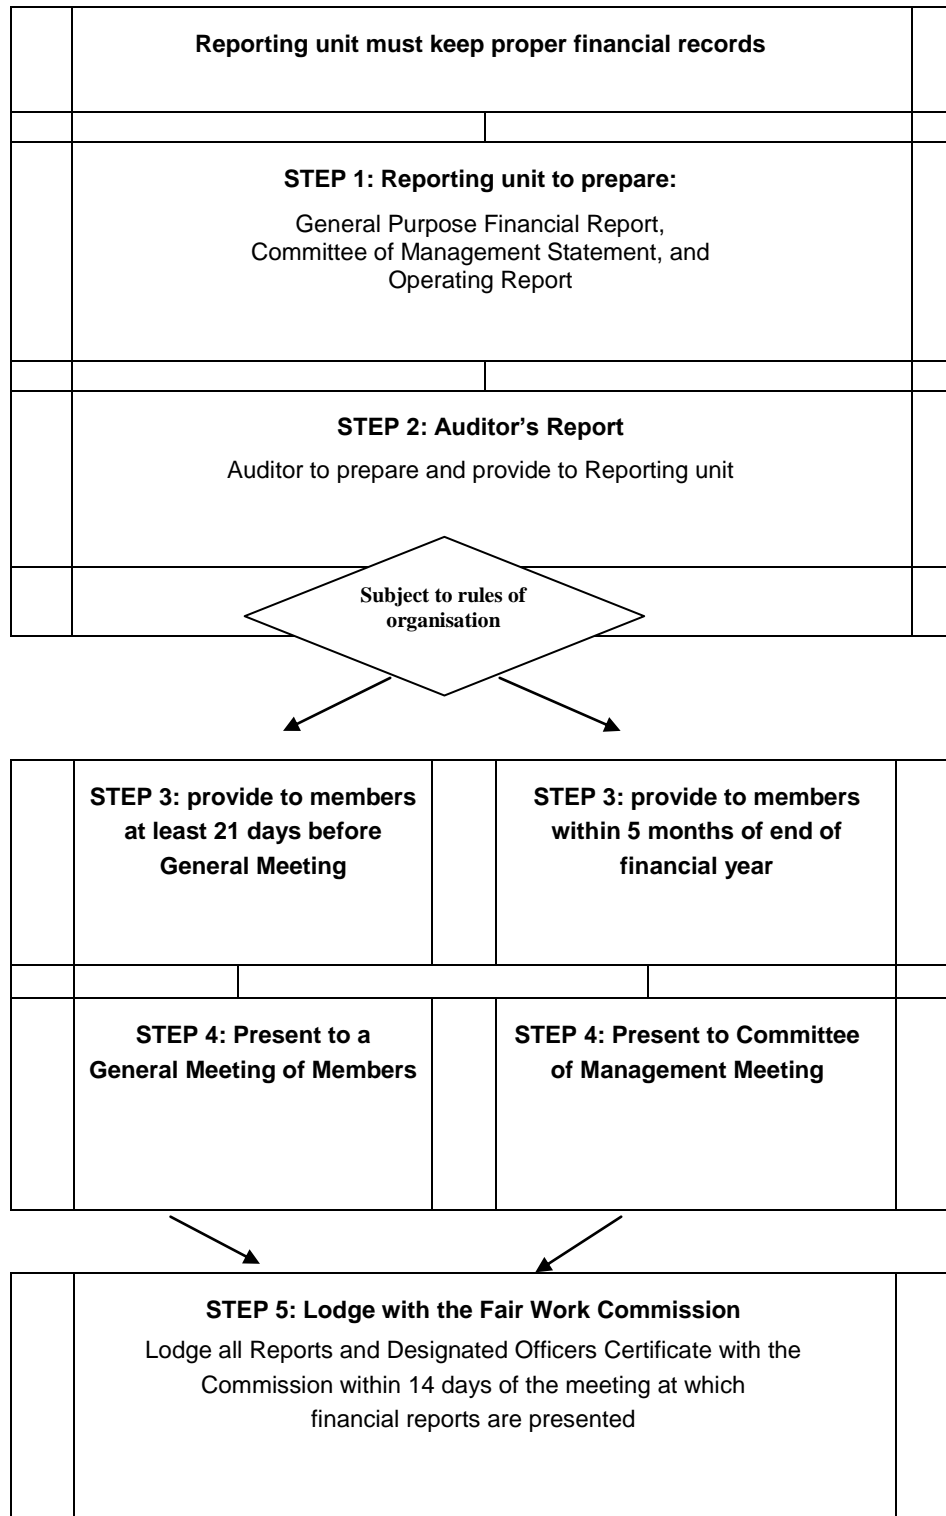 Reporting unit must keep proper financial records
STEP 1: Reporting unit to prepare:
General Purpose Financial Report,
Committee of Management Statement, and
Operating Report
STEP 2: Auditor’s Report
Auditor to prepare and provide to Reporting unit
Subject to rules of
organisation
STEP 3: provide to members
at least 21 days before
General Meeting
STEP 3: provide to members
within 5 months of end of
financial year
STEP 4: Present to a
General Meeting of Members
STEP 4: Present to Committee
of Management Meeting
STEP 5: Lodge with the Fair Work Commission
Lodge all Reports and Designated Officers Certificate with the
Commission within 14 days of the meeting at which
financial reports are presented